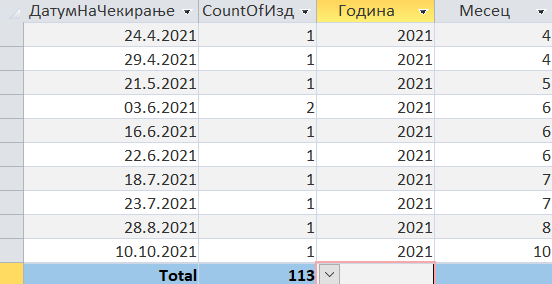 ДатумНаЧекирање CountOfИзд Година Месец
24.4.2021 1 2021 4
29.4.2021 1 2021 4
21.5.2021 1 2021 5
03.6.2021 2 2021 6
16.6.2021 1 2021 6
22.6.2021 1 2021 6
18.7.2021 1 2021 7
23.7.2021 1 2021 7
28.8.2021 1 2021 8
10.10.2021 1 2021 10
Total 113